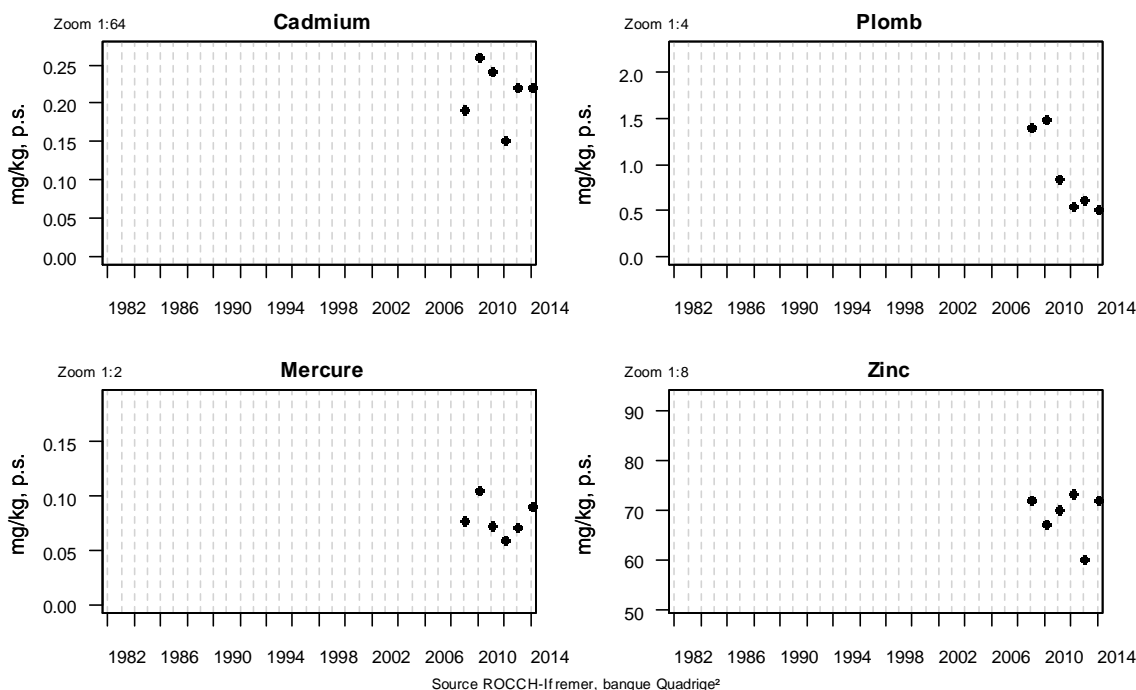 Zoom 1:64
Cadmium
mg/kg, p.s.
0.25
0.20
0.15
0.10
0.05
0.00
1982 1986 1990 1994 1998 2002 2006 2010 2014
Zoom 1:4
Plomb
mg/kg, p.s.
2.0
1.5
1.0
0.5
0.0
1982 1986 1990 1994 1998 2002 2006 2010 2014
Zoom 1:2
Mercure
mg/kg, p.s.
0.15
0.10
0.05
0.00
1982 1986 1990 1994 1998 2002 2006 2010 2014
Zoom 1:8
Zinc
mg/kg, p.s.
90
80
70
60
50
1982 1986 1990 1994 1998 2002 2006 2010 2014
Source ROCCH-Ifremer, banque Quadrige²